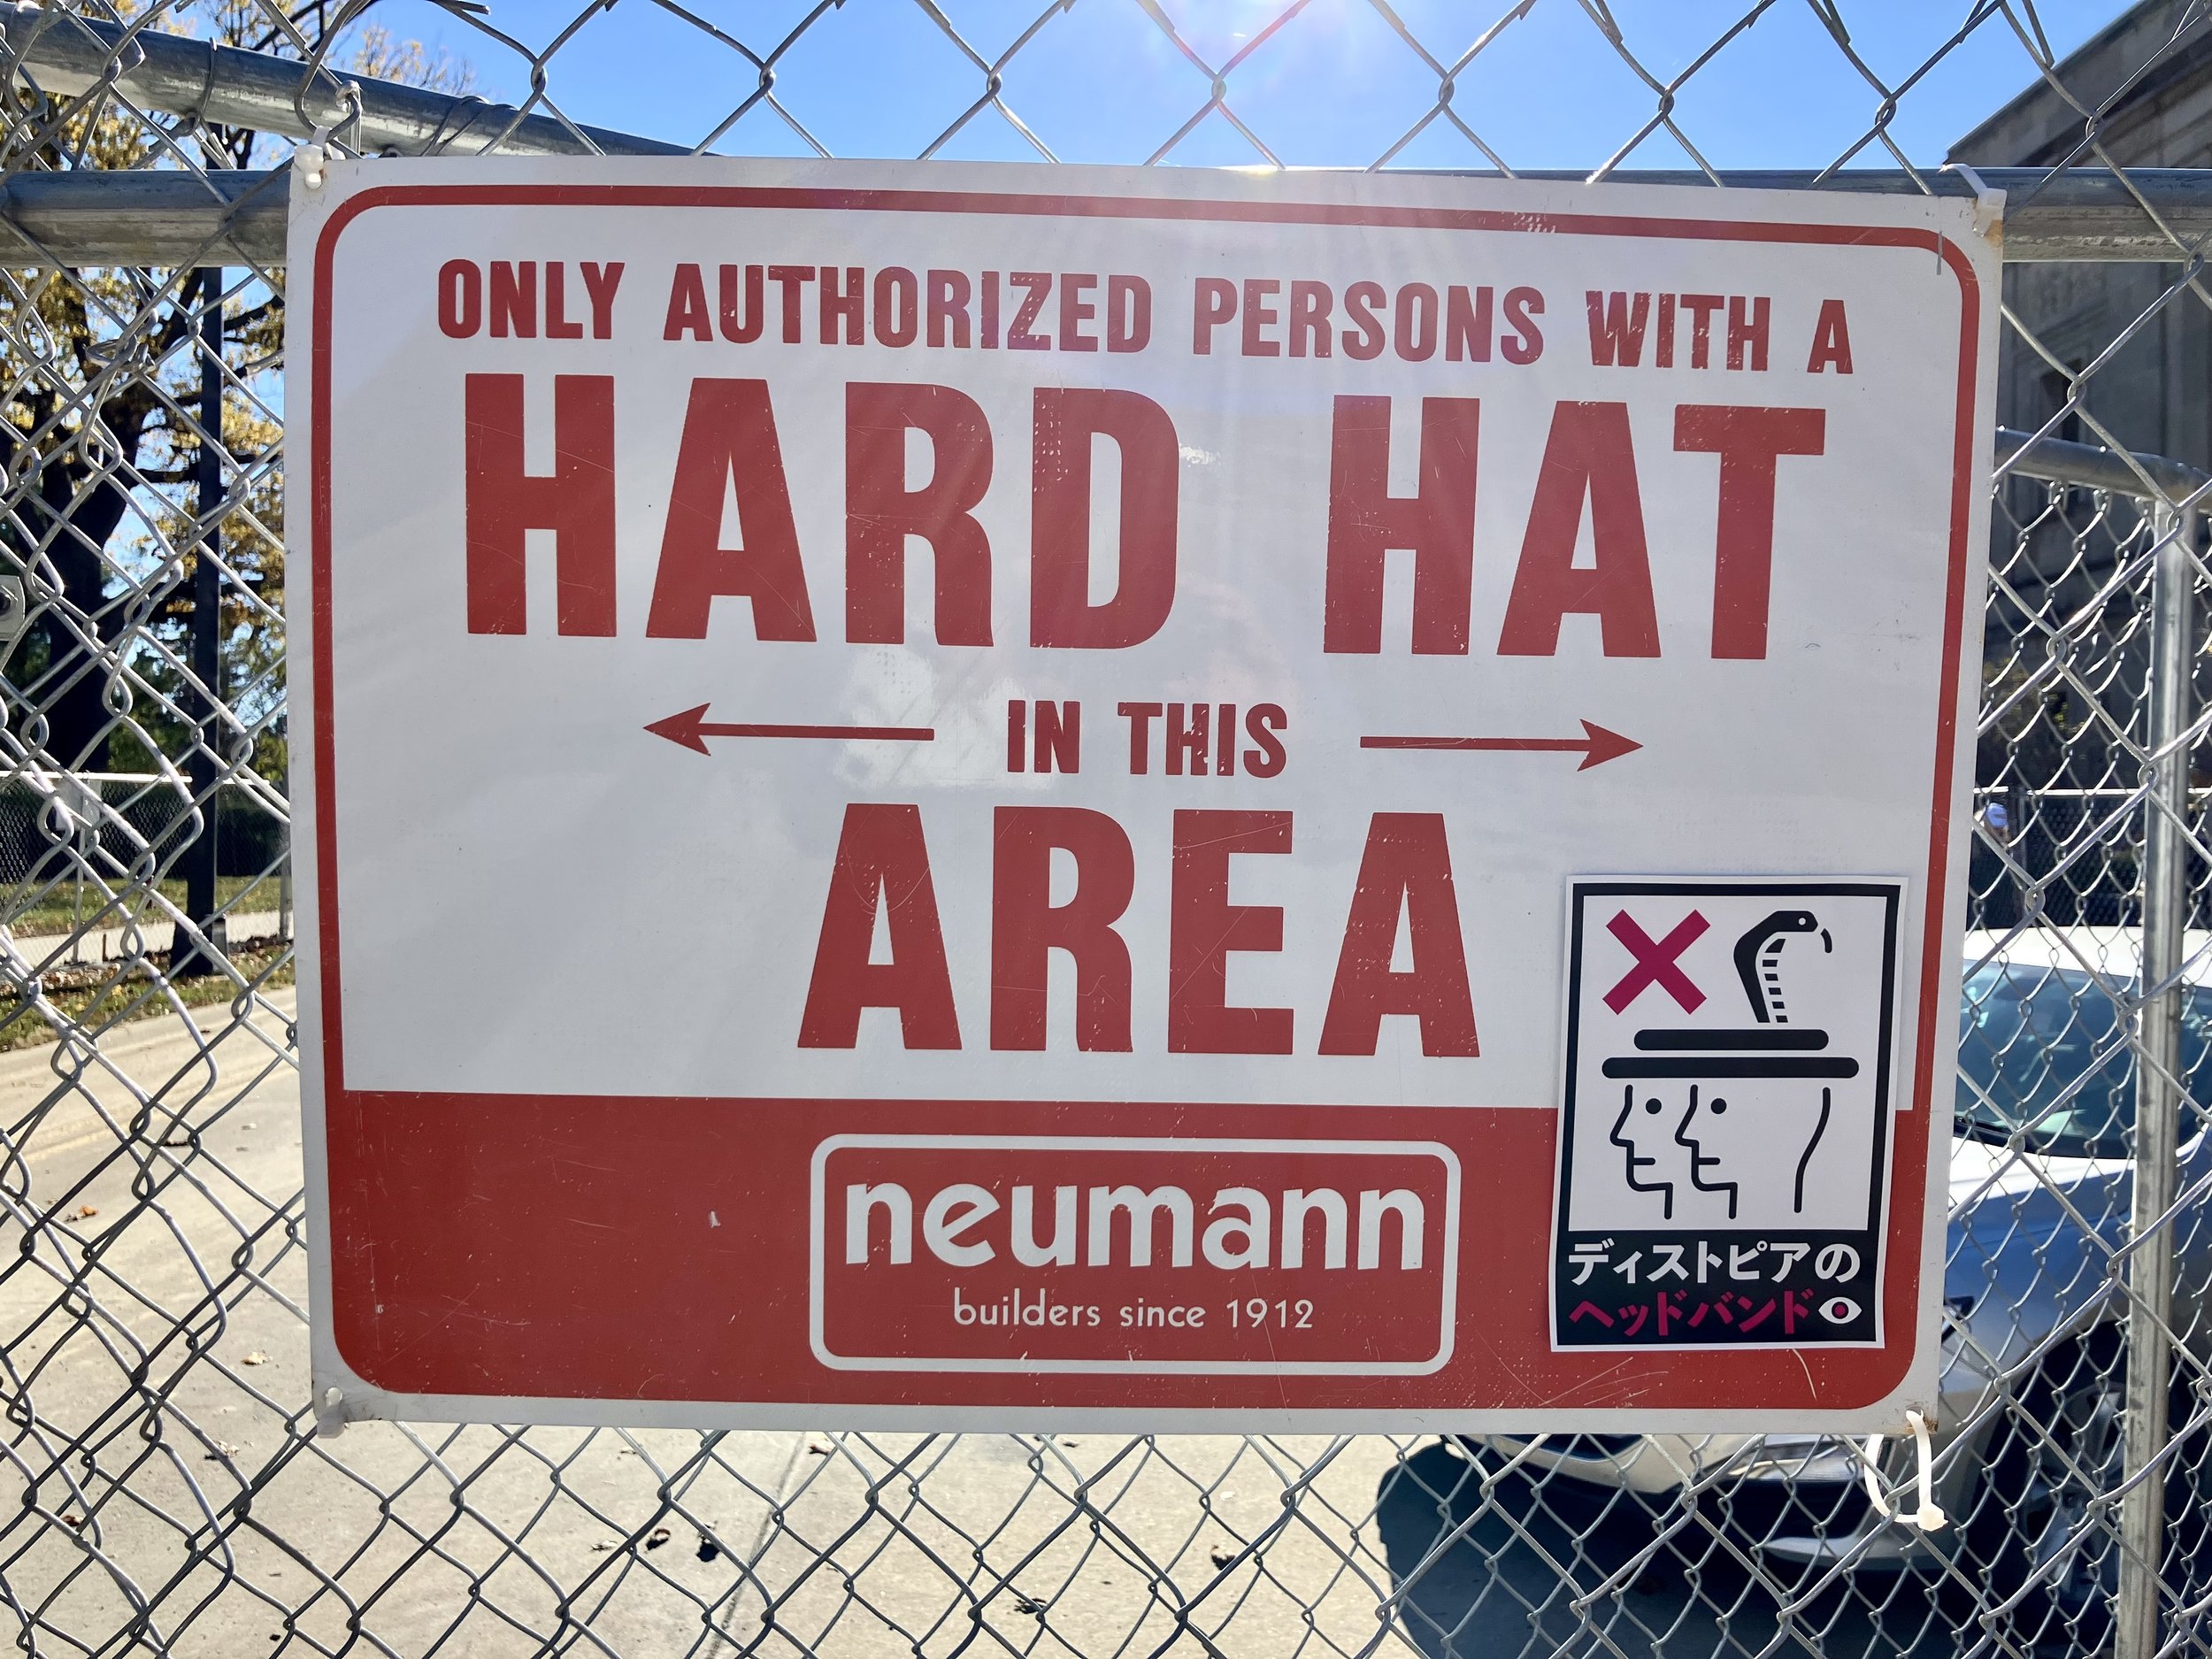 ONLY AUTHORIZED PERSONS WITH A
HARD HAT
IN THIS
AREA
neumann
builders since 1912
ディストピアの
ヘッドバンド